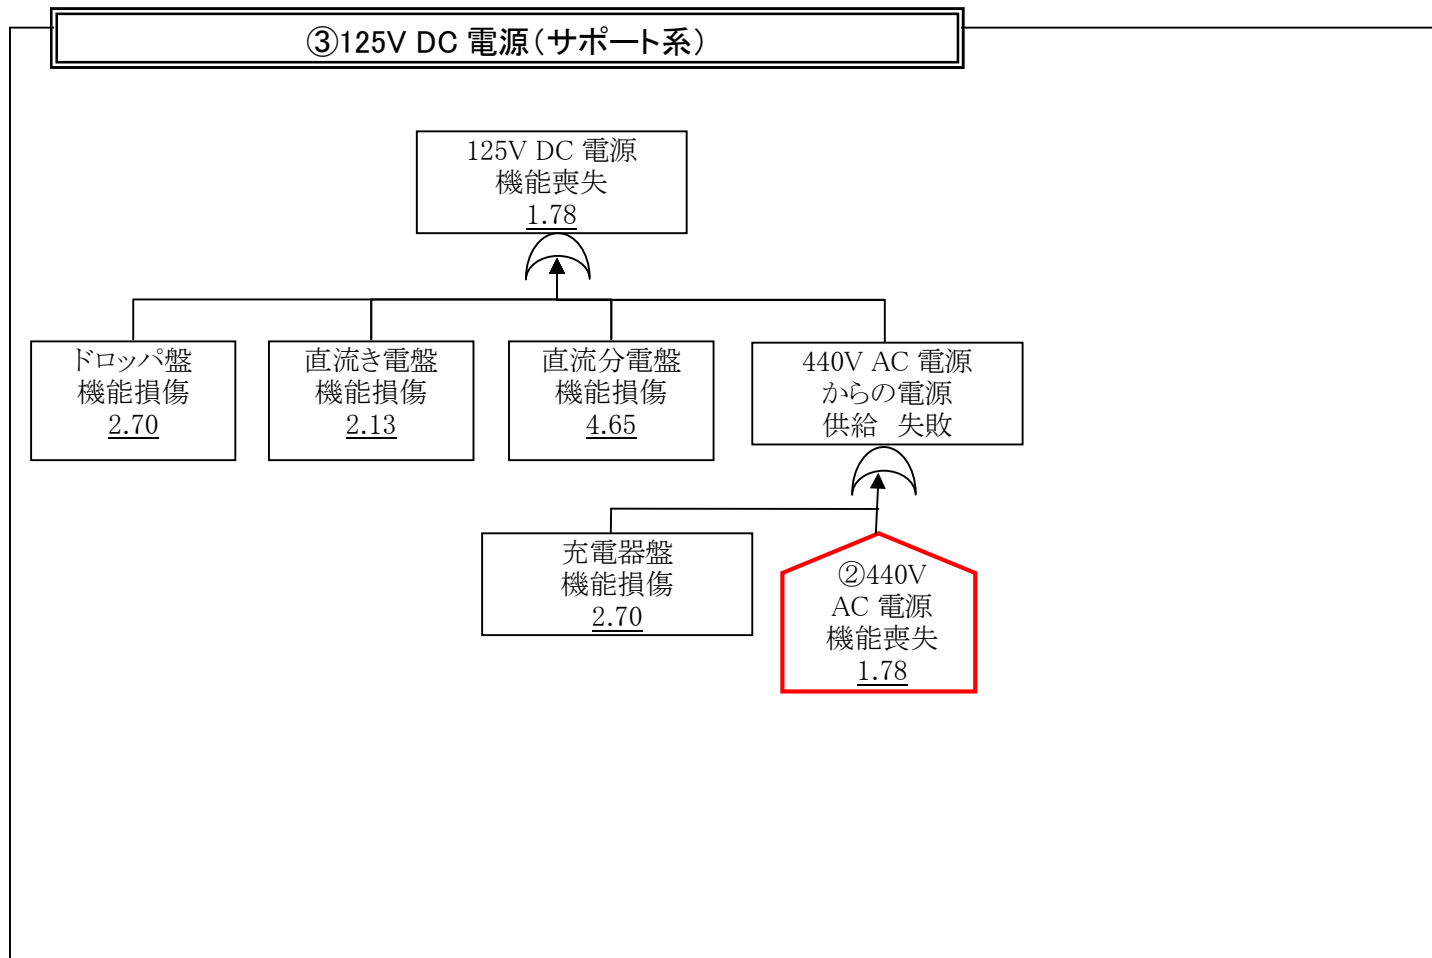 ③125V DC 電源（サポート系）
125V DC 電源
機能喪失
1.78
ドロッパ盤
機能損傷
2.70
直流き電盤
機能損傷
2.13
直流分電盤
機能損傷
4.65
440V AC 電源
からの電源
供給　失敗
充電器盤
機能損傷
2.70
②440V
AC 電源
機能喪失
1.78